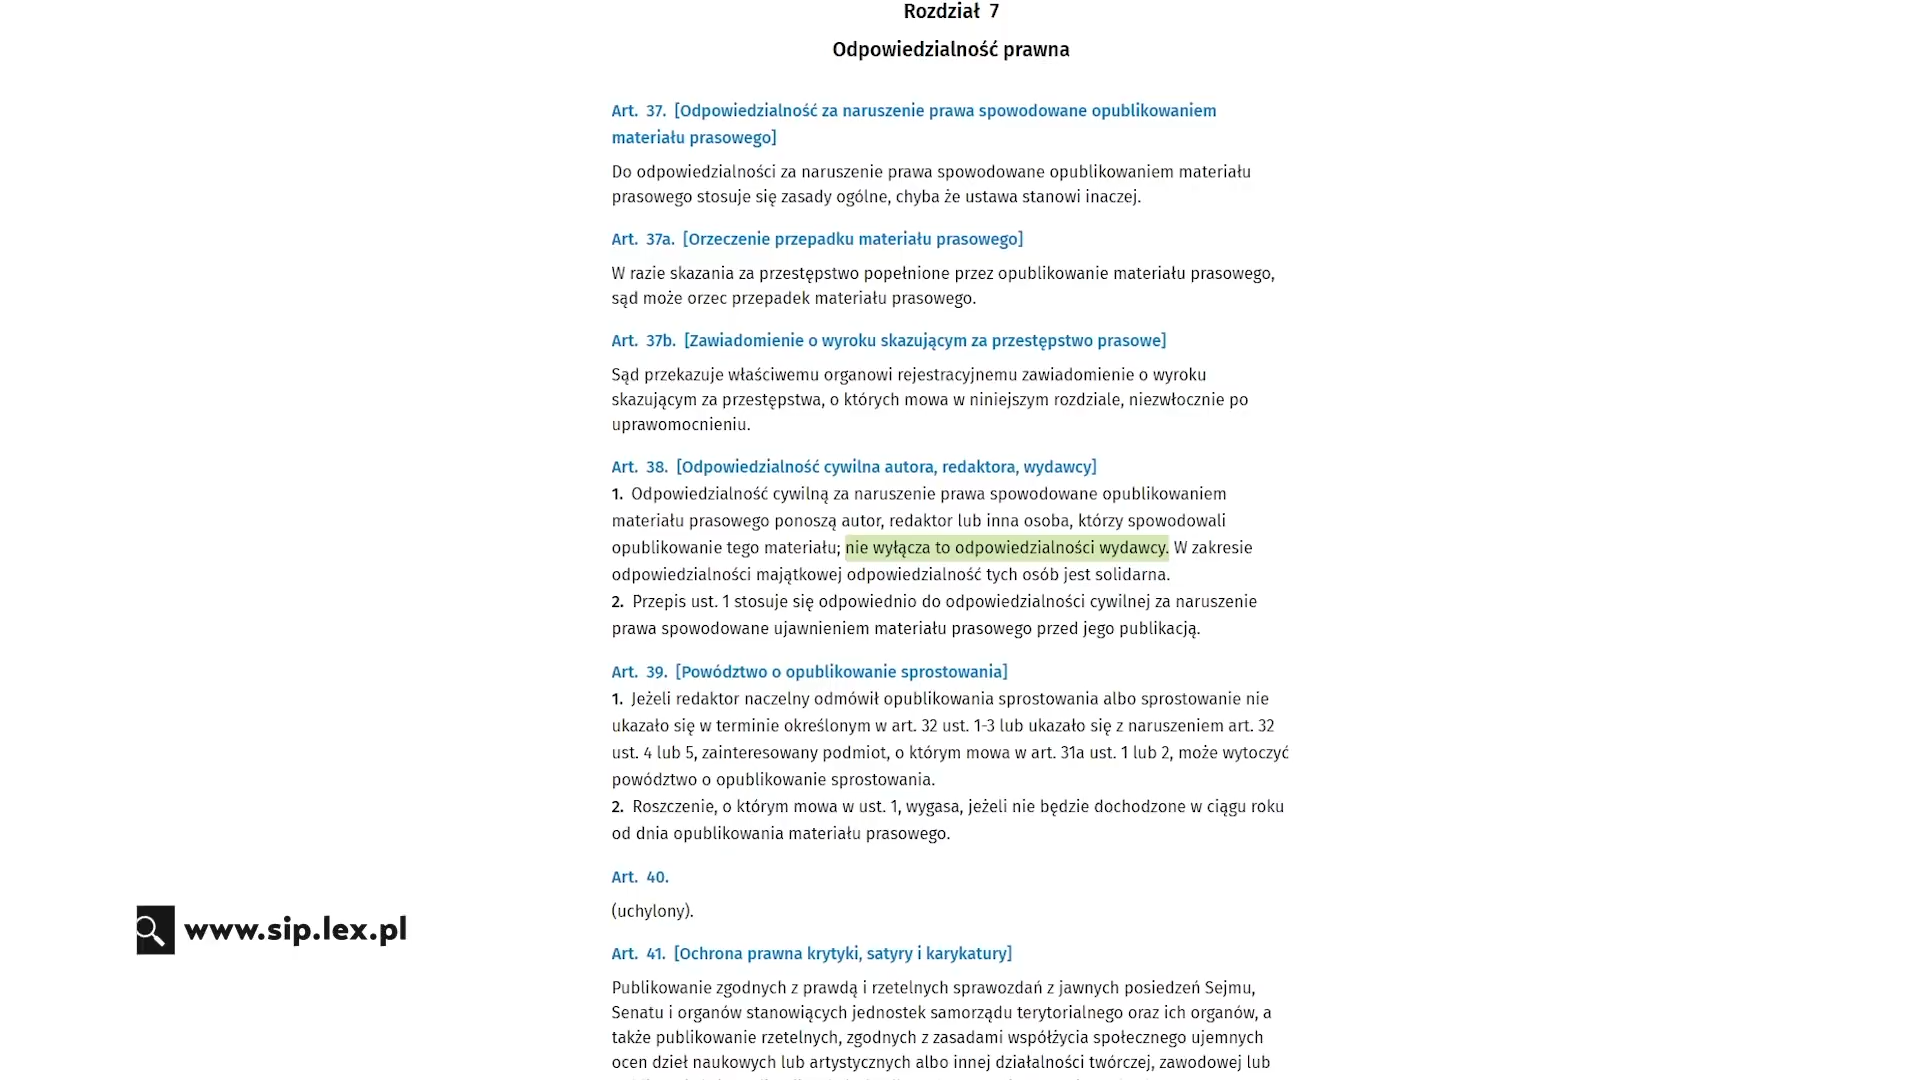 Rozdział 7
Odpowiedzialność prawna
Art. 37. [Odpowiedzialność za naruszenie prawa spowodowane opublikowaniem
materiału prasowego]
Do odpowiedzialności za naruszenie prawa spowodowane opublikowaniem materiału
prasowego stosuje się zasady ogólne, chyba że ustawa stanowi inaczej.
Art. 37a. [Orzeczenie przepadku materiału prasowego]
W razie skazania za przestępstwo popełnione przez opublikowanie materiału prasowego,
sąd może orzec przepadek materiału prasowego.
Art. 37b. [Zawiadomienie o wyroku skazującym za przestępstwo prasowe]
Sąd przekazuje właściwemu organowi rejestracyjnemu zawiadomienie o wyroku
skazującym za przestępstwa, o których mowa w niniejszym rozdziale, niezwłocznie po
uprawomocnieniu.
Art. 38. [Odpowiedzialność cywilna autora, redaktora, wydawcy]
1. Odpowiedzialność cywilną za naruszenie prawa spowodowane opublikowaniem
materiału prasowego ponoszą autor, redaktor lub inna osoba, którzy spowodowali
opublikowanie tego materiału; nie wyłącza to odpowiedzialności wydawcy. W zakresie
odpowiedzialności majątkowej odpowiedzialność tych osób jest solidarna.
2. Przepis ust. 1 stosuje się odpowiednio do odpowiedzialności cywilnej za naruszenie
prawa spowodowane ujawnieniem materiału prasowego przed jego publikacją.
Art. 39. [Powództwo o opublikowanie sprostowania]
1. Jeżeli redaktor naczelny odmówił opublikowania sprostowania albo sprostowanie nie
ukazało się w terminie określonym w art. 32 ust. 1-3 lub ukazało się z naruszeniem art. 32
ust. 4 lub 5, zainteresowany podmiot, o którym mowa w art. 31a ust. 1 lub 2, może wytoczyć
powództwo o opublikowanie sprostowania.
2. Roszczenie, o którym mowa w ust. 1, wygasa, jeżeli nie będzie dochodzone w ciągu roku
od dnia opublikowania materiału prasowego.
Art. 40.
(uchylony).
www.sip.lex.pl
Art. 41. [Ochrona prawna krytyki, satyry i karykatury]
Publikowanie zgodnych z prawdą i rzetelnych sprawozdań z jawnych posiedzeń Sejmu,
Senatu i organów stanowiących jednostek samorządu terytorialnego oraz ich organów, a
także publikowanie rzetelnych, zgodnych z zasadami współżycia społecznego ujemnych
ocen dzieł naukowych lub artystycznych albo innej działalności twórczej, zawodowej lub